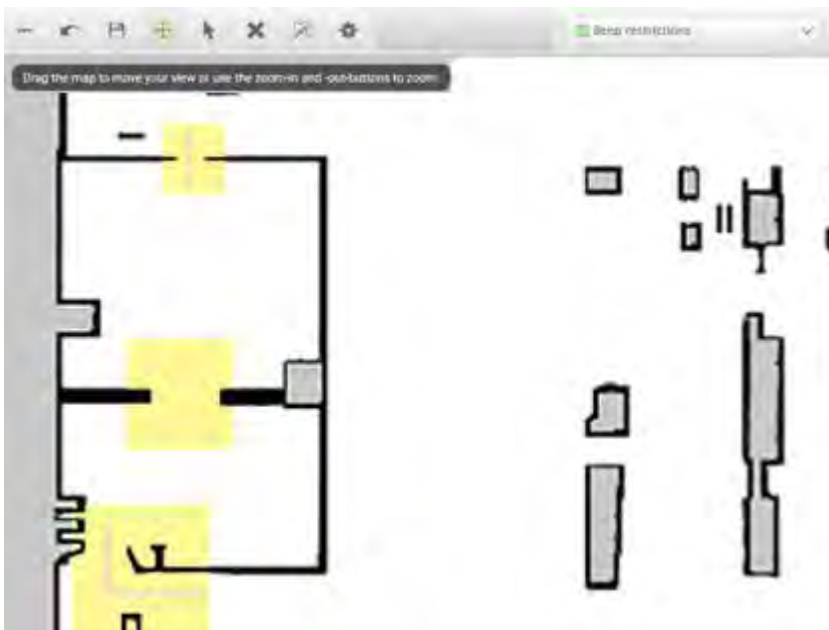 Beep restrictions
Drag the map to move your view or use the zoom-in and -out-buttons to zoom